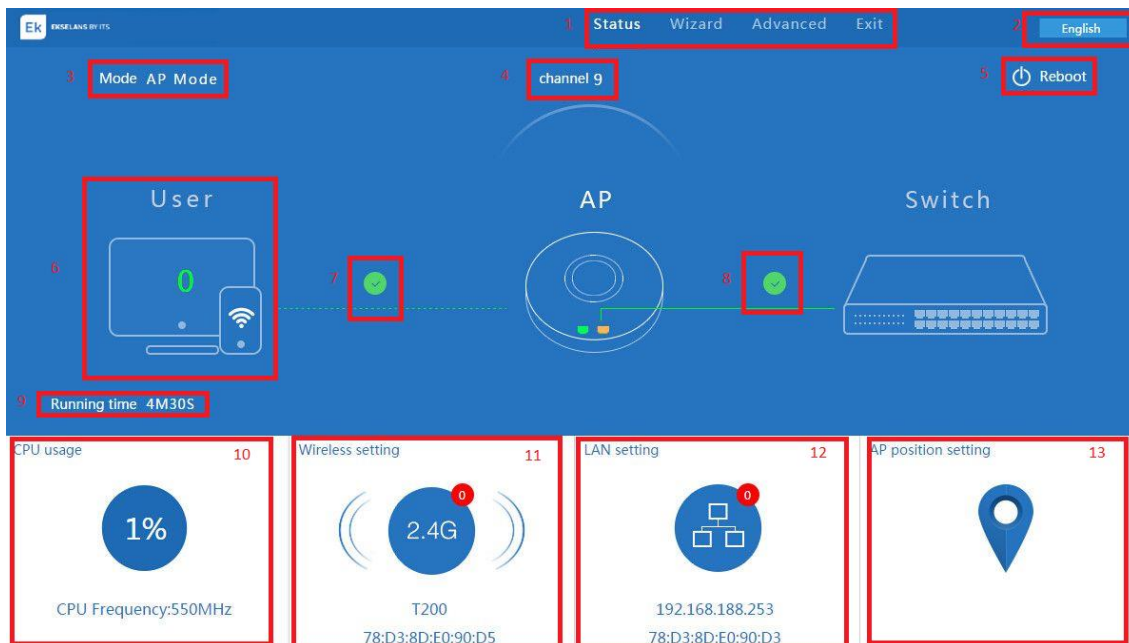 Ek EKSELANS BY ITS
1 Status Wizard Advanced Exit
2 English
3 Mode AP Mode
4 channel 9
5 Reboot
User
AP
Switch
6
0
7
8
9 Running time 4M30S
CPU usage 10
1%
CPU Frequency:550MHz
Wireless setting 11
0
2.4G
T200
78:D3:8D:E0:90:D5
LAN setting 12
0
192.168.188.253
78:D3:8D:E0:90:D3
AP position setting 13